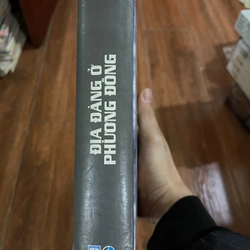 ĐỊA ĐÀNG Ở
PHƯƠNG ĐÔNG